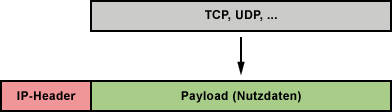 TCP, UDP, ...
IP-Header
Payload (Nutzdaten)